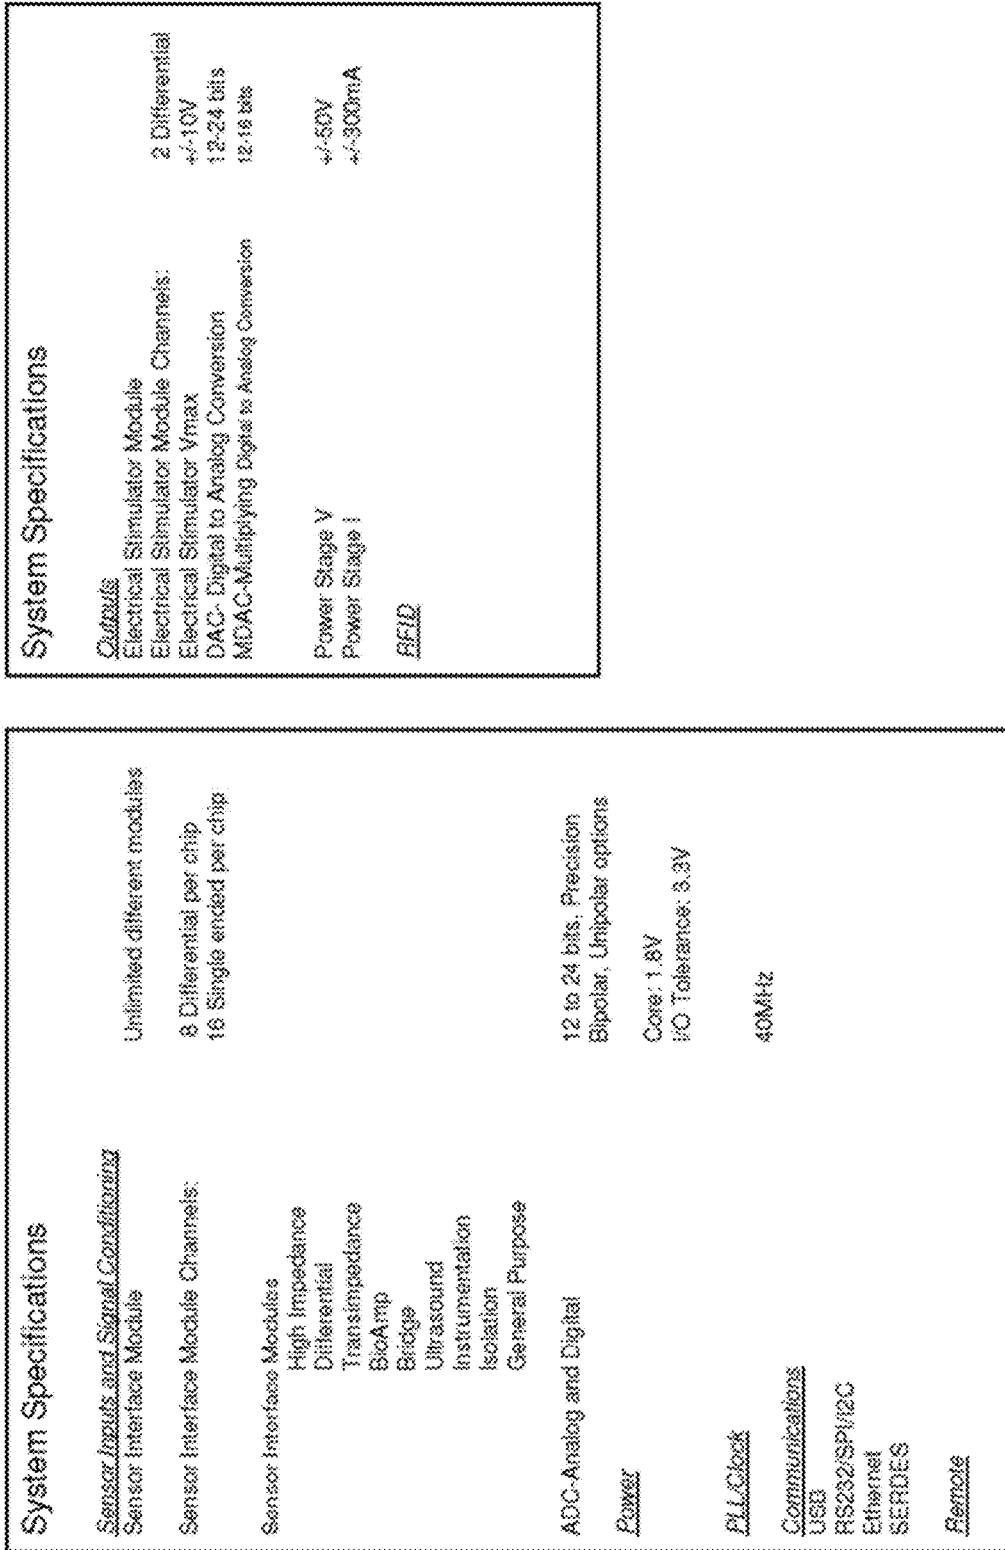 System Specifications
Sensor Inputs and Signal Conditioning
Sensor Interface Module Unlimited different modules
Sensor Interface Module Channels: 8 Differential per chip
16 Single ended per chip
Sensor Interface Modules
High Impedance
Differential
Transimpedance
BioAmp
Bridge
Ultrasound
Instrumentation
Isolation
General Purpose
ADC-Analog and Digital 12 to 24 bits, Precision
Bipolar, Unipolar options
Power
Core: 1.8V
I/O Tolerance: 3.3V
PLL.Clock
40MHz
Communications
USB
RS232/SPI/I2C
Ethernet
SERDES
Remote
System Specifications
Outputs
Electrical Stimulator Module
Electrical Stimulator Module Channels: 2 Differential
Electrical Stimulator Vmax +/-10V
DAC- Digital to Analog Conversion 12-24 bits
MDAC-Multiplying Digital to Analog Conversion 12-16 bits
Power Stage V +/-50V
Power Stage I +/-300mA
RFID